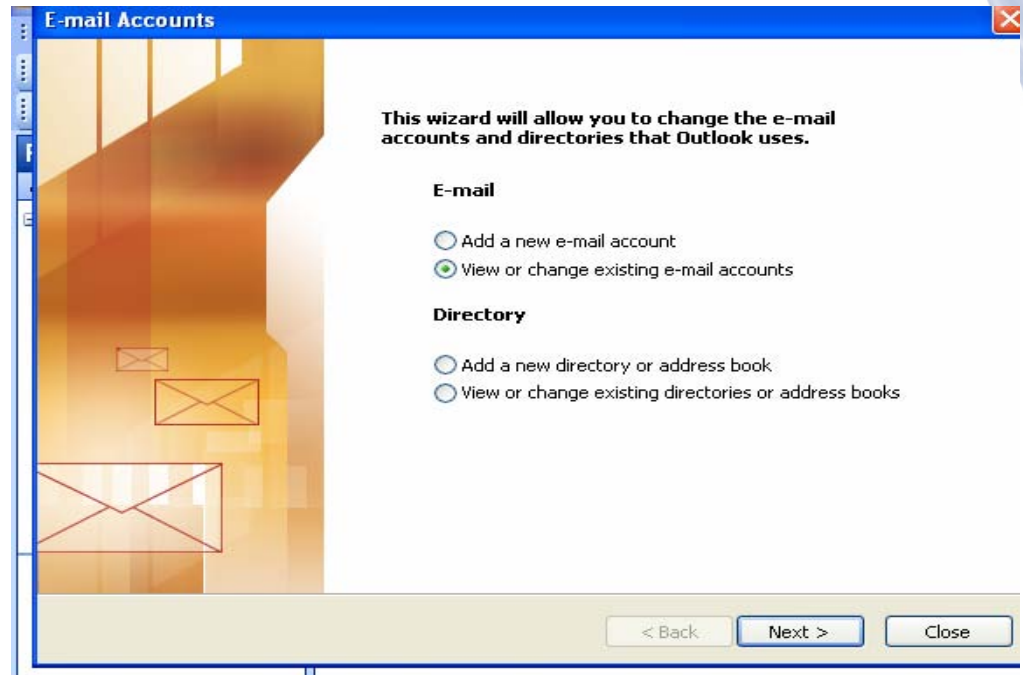 E-mail Accounts
This wizard will allow you to change the e-mail
accounts and directories that Outlook uses.
E-mail
Add a new e-mail account
View or change existing e-mail accounts
Directory
Add a new directory or address book
View or change existing directories or address books
< Back
Next >
Close